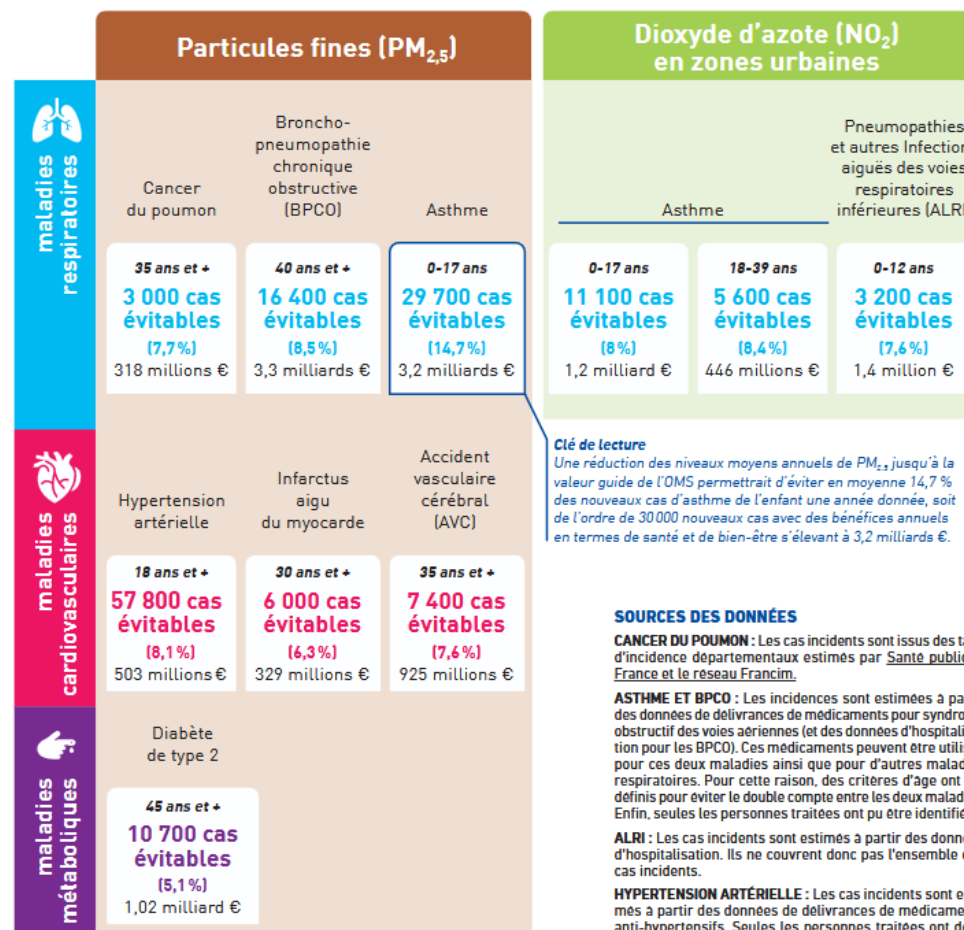 Particules fines (PM2,5)
Dioxyde d'azote (NO2)
en zones urbaines
maladies
respiratoires
Cancer
du poumon
Broncho-
pneumopathie
chronique
obstructive
(BPCO)
Asthme
Asthme
Pneumopathies
et autres Infection
aiguës des voies
respiratoires
inférieures (ALRI
35 ans et +
3 000 cas
évitables
(7,7 %)
318 millions €
40 ans et +
16 400 cas
évitables
(8,5 %)
3,3 milliards €
0-17 ans
29 700 cas
évitables
(14,7 %)
3,2 milliards €
0-17 ans
11 100 cas
évitables
(8 %)
1,2 milliard €
18-39 ans
5 600 cas
évitables
(8,4 %)
446 millions €
0-12 ans
3 200 cas
évitables
(7,6 %)
1,4 million €
Clé de lecture
Une réduction des niveaux moyens annuels de PM2,5 jusqu'à la
valeur guide de l'OMS permettrait d'éviter en moyenne 14,7 %
des nouveaux cas d'asthme de l'enfant une année donnée, soit
de l'ordre de 30 000 nouveaux cas avec des bénéfices annuels
en termes de santé et de bien-être s'élevant à 3,2 milliards €.
maladies
cardiovasculaires
Hypertension
artérielle
Infarctus
aigu
du myocarde
Accident
vasculaire
cérébral
(AVC)
18 ans et +
57 800 cas
évitables
(8,1 %)
503 millions €
30 ans et +
6 000 cas
évitables
(6,3 %)
329 millions €
35 ans et +
7 400 cas
évitables
(7,6 %)
925 millions €
maladies
métaboliques
Diabète
de type 2
45 ans et +
10 700 cas
évitables
(5,1 %)
1,02 milliard €
SOURCES DES DONNÉES
CANCER DU POUMON : Les cas incidents sont issus des ta
d'incidence départementaux estimés par Santé public
France et le réseau Francim.
ASTHME ET BPCO : Les incidences sont estimées à pa
des données de délivrances de médicaments pour syndro
obstructif des voies aériennes (et des données d'hospitali
tion pour les BPCO). Ces médicaments peuvent être utilis
pour ces deux maladies ainsi que pour d'autres malad
respiratoires. Pour cette raison, des critères d'âge ont
définis pour éviter le double compte entre les deux malad
Enfin, seules les personnes traitées ont pu être identifié
ALRI : Les cas incidents sont estimés à partir des donné
d'hospitalisation. Ils ne couvrent donc pas l'ensemble
cas incidents.
HYPERTENSION ARTÉRIELLE : Les cas incidents sont es
més à partir des données de délivrances de médicame
anti-hypertensifs. Seules les personnes traitées ont